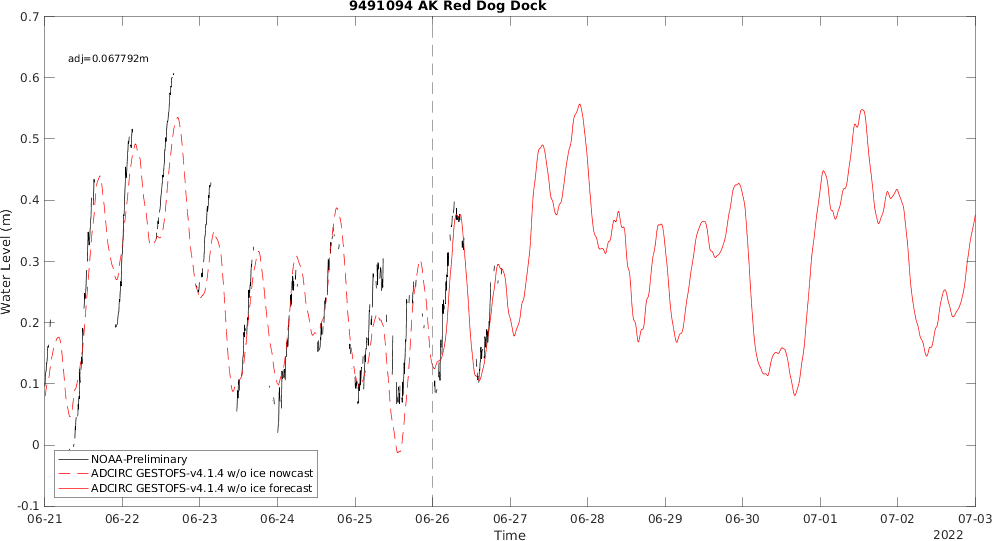 9491094 AK Red Dog Dock
adj=0.067792m
Water Level (m)
0.7
0.6
0.5
0.4
0.3
0.2
0.1
0
-0.1
NOAA-Preliminary
ADCIRC GESTOFS-v4.1.4 w/o ice nowcast
ADCIRC GESTOFS-v4.1.4 w/o ice forecast
06-21 06-22 06-23 06-24 06-25 06-26 06-27 06-28 06-29 06-30 07-01 07-02 07-03
Time
2022